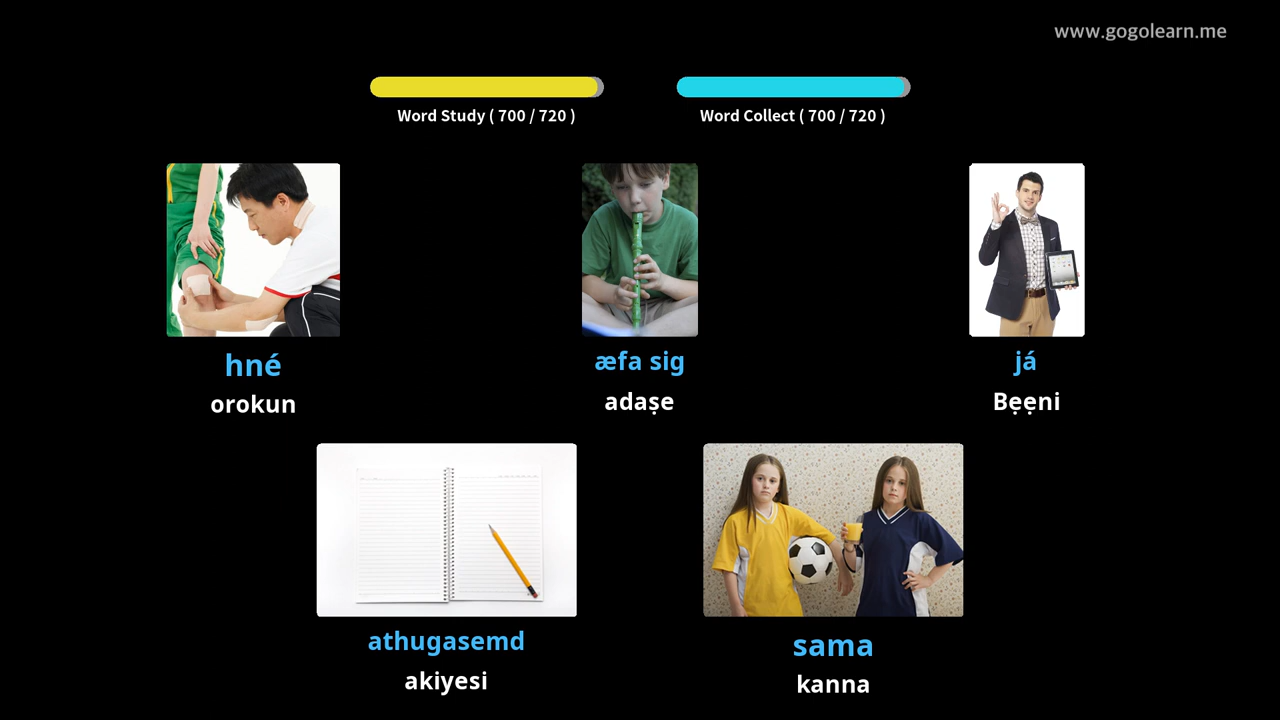 www.gogolearn.me
Word Study ( 700 / 720 )
Word Collect ( 700 / 720 )
hné
orokun
æfa sig
adaṣe
já
Bẹẹni
athugasemd
akiyesi
sama
kanna